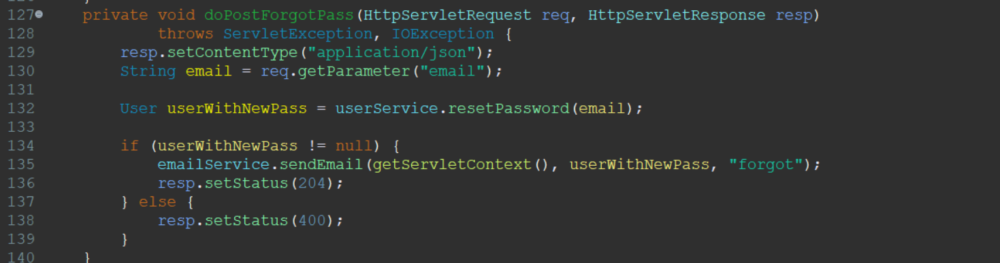 127 private void doPostForgotPass(HttpServletRequest req, HttpServletResponse resp)
128 throws ServletException, IOException {
129 resp.setContentType("application/json");
130 String email = req.getParameter("email");
131
132 User userWithNewPass = userService.resetPassword(email);
133
134 if (userWithNewPass != null) {
135 emailService.sendEmail(getServletContext(), userWithNewPass, "forgot");
136 resp.setStatus(204);
137 } else {
138 resp.setStatus(400);
139 }
140 }